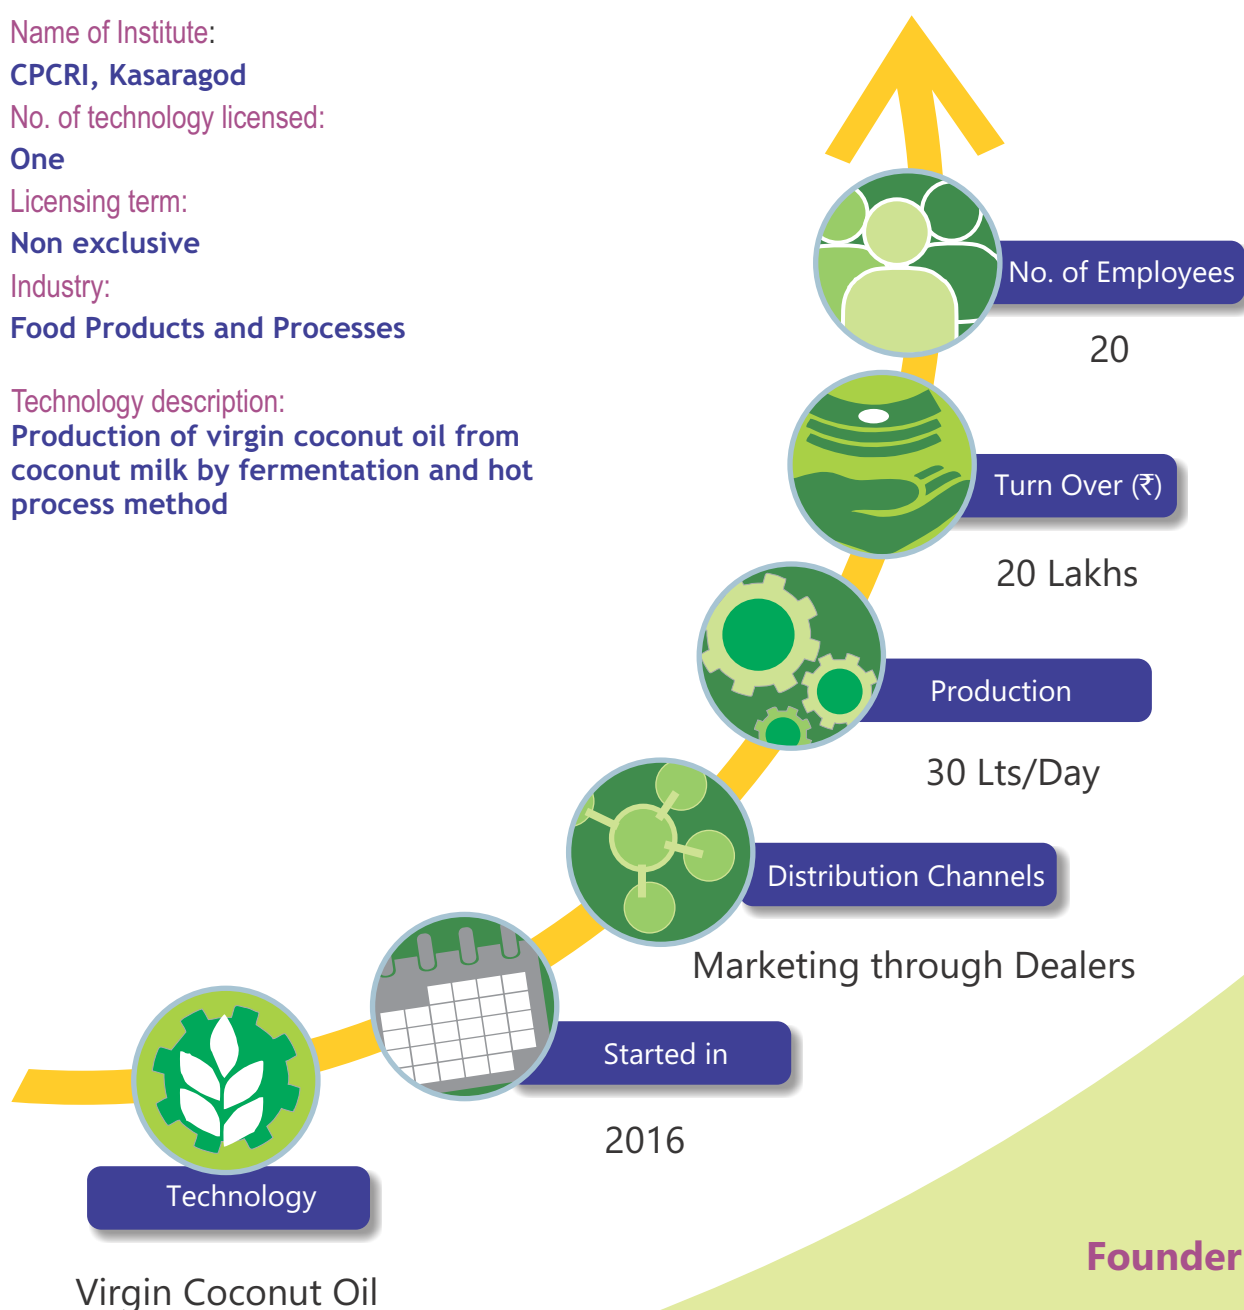 Name of Institute:
CPCRI, Kasaragod
No. of technology licensed:
One
Licensing term:
Non exclusive
Industry:
Food Products and Processes
Technology description:
Production of virgin coconut oil from
coconut milk by fermentation and hot
process method
No. of Employees
20
Turn Over (₹)
20 Lakhs
Production
30 Lts/Day
Distribution Channels
Marketing through Dealers
Started in
2016
Technology
Virgin Coconut Oil
Founder